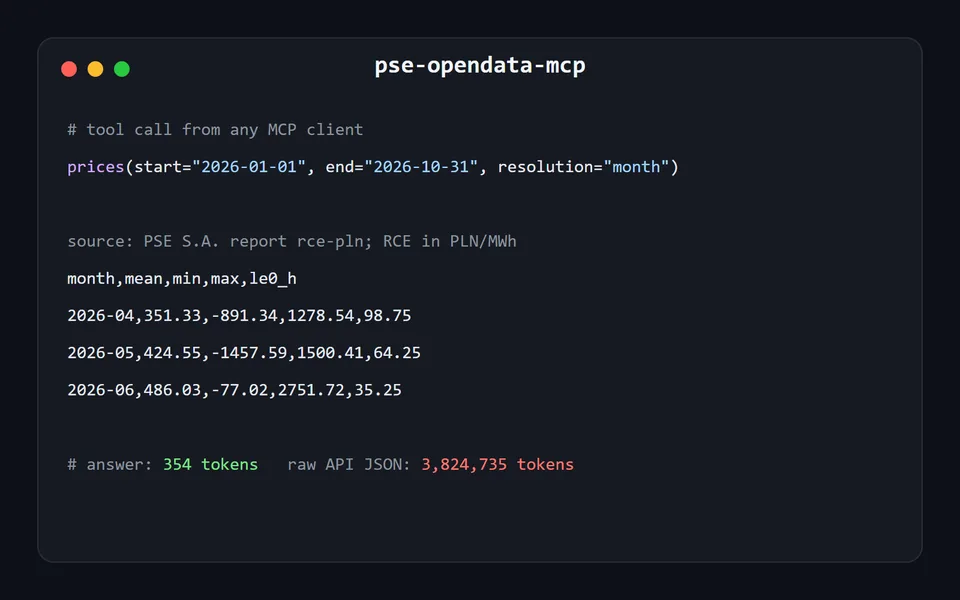 pse-opendata-mcp
# tool call from any MCP client
prices(start="2026-01-01", end="2026-10-31", resolution="month")
source: PSE S.A. report rce-pln; RCE in PLN/MWh
month,mean,min,max,le0_h
2026-04,351.33,-891.34,1278.54,98.75
2026-05,424.55,-1457.59,1500.41,64.25
2026-06,486.03,-77.02,2751.72,35.25
# answer: 354 tokens   raw API JSON: 3,824,735 tokens